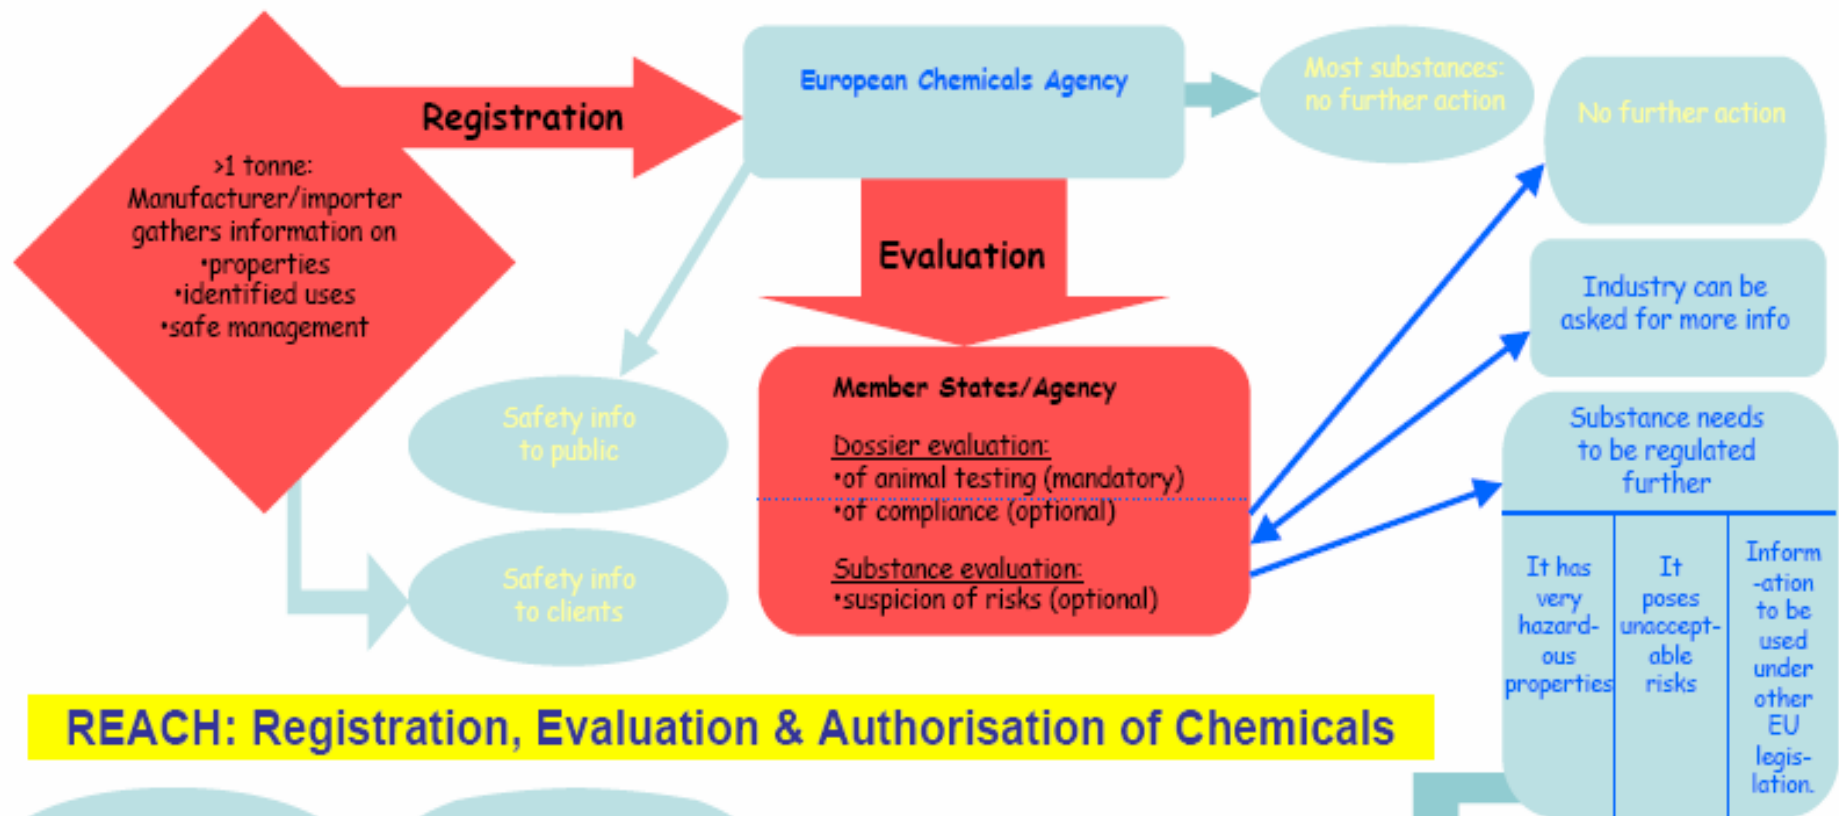 >1 tonne:
Manufacturer/importer
gathers information on
•properties
•identified uses
•safe management
Registration
European Chemicals Agency
Most substances:
no further action
No further action
Evaluation
Industry can be
asked for more info
Safety info
to public
Safety info
to clients
Member States/Agency
Dossier evaluation:
•of animal testing (mandatory)
•of compliance (optional)
Substance evaluation:
•suspicion of risks (optional)
Substance needs
to be regulated
further
It has
very
hazard-
ous
properties
It
poses
unaccept-
able
risks
Inform
-ation
to be
used
under
other
EU
legis-
lation.
REACH: Registration, Evaluation & Authorisation of Chemicals